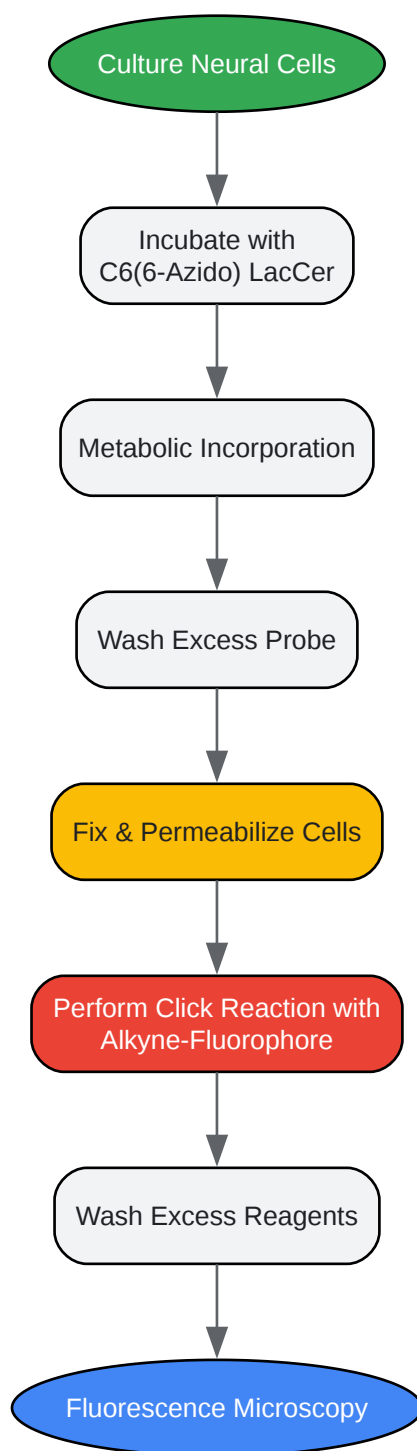 Culture Neural Cells
Incubate with
C6(6-Azido) LacCer
Metabolic Incorporation
Wash Excess Probe
Fix & Permeabilize Cells
Perform Click Reaction with
Alkyne-Fluorophore
Wash Excess Reagents
Fluorescence Microscopy